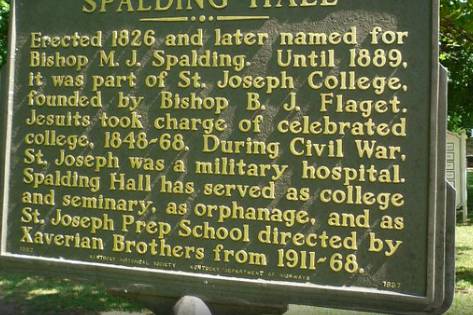 SPALDING HALL
Erected 1826 and later named for
Bishop M. J. Spalding. Until 1889,
it was part of St. Joseph College,
founded by Bishop B. J. Flaget.
Jesuits took charge of celebrated
college, 1848-68. During Civil War,
St. Joseph was a military hospital.
Spalding Hall has served as college
and seminary, as orphanage, and as
St. Joseph Prep School directed by
Xaverian Brothers from 1911-68.
KENTUCKY HISTORICAL SOCIETY KENTUCKY DEPARTMENT OF HIGHWAYS